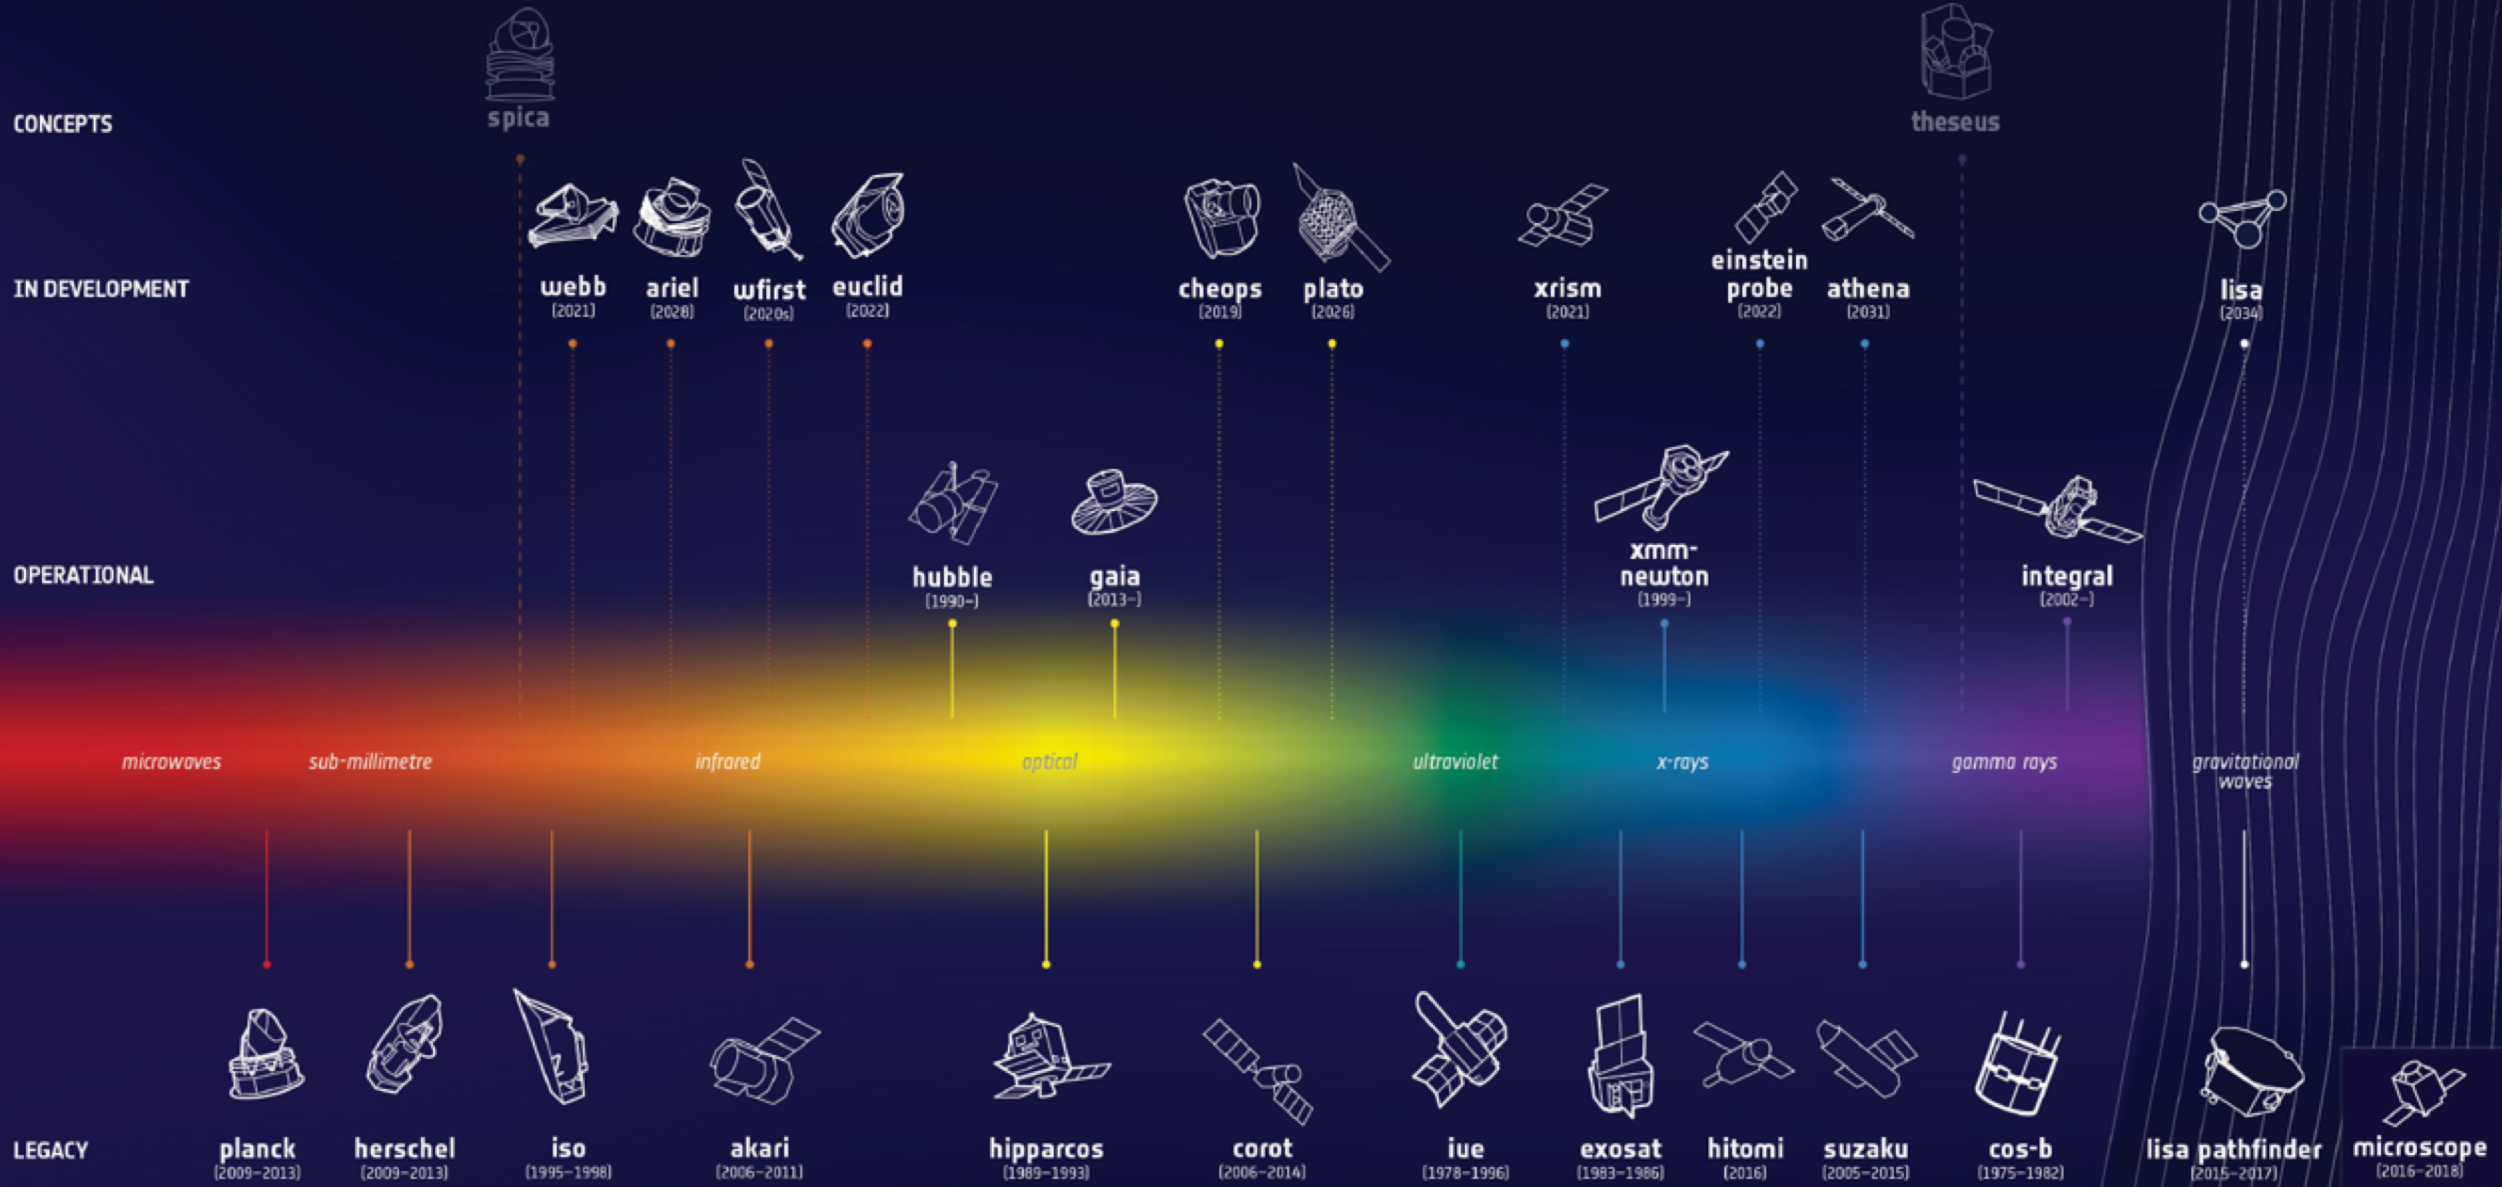 spica
theseus
CONCEPTS
IN DEVELOPMENT
webb
(2021)
ariel
(2028)
wfirst
(2020s)
euclid
(2022)
cheops
(2019)
plato
(2026)
xrism
(2021)
einstein
probe
(2022)
athena
(2031)
lisa
(2034)
OPERATIONAL
hubble
(1990–)
gaia
(2013–)
xmm-
newton
(1999–)
integral
(2002–)
microwaves
sub-millimetre
infrared
optical
ultraviolet
x-rays
gamma rays
gravitational
waves
LEGACY
planck
(2009–2013)
herschel
(2009–2013)
iso
(1995–1998)
akari
(2006–2011)
hipparcos
(1989–1993)
corot
(2006–2014)
iue
(1978–1996)
exosat
(1983–1986)
hitomi
(2016)
suzaku
(2005–2015)
cos-b
(1975–1982)
lisa pathfinder
(2015–2017)
microscope
(2016–2018)